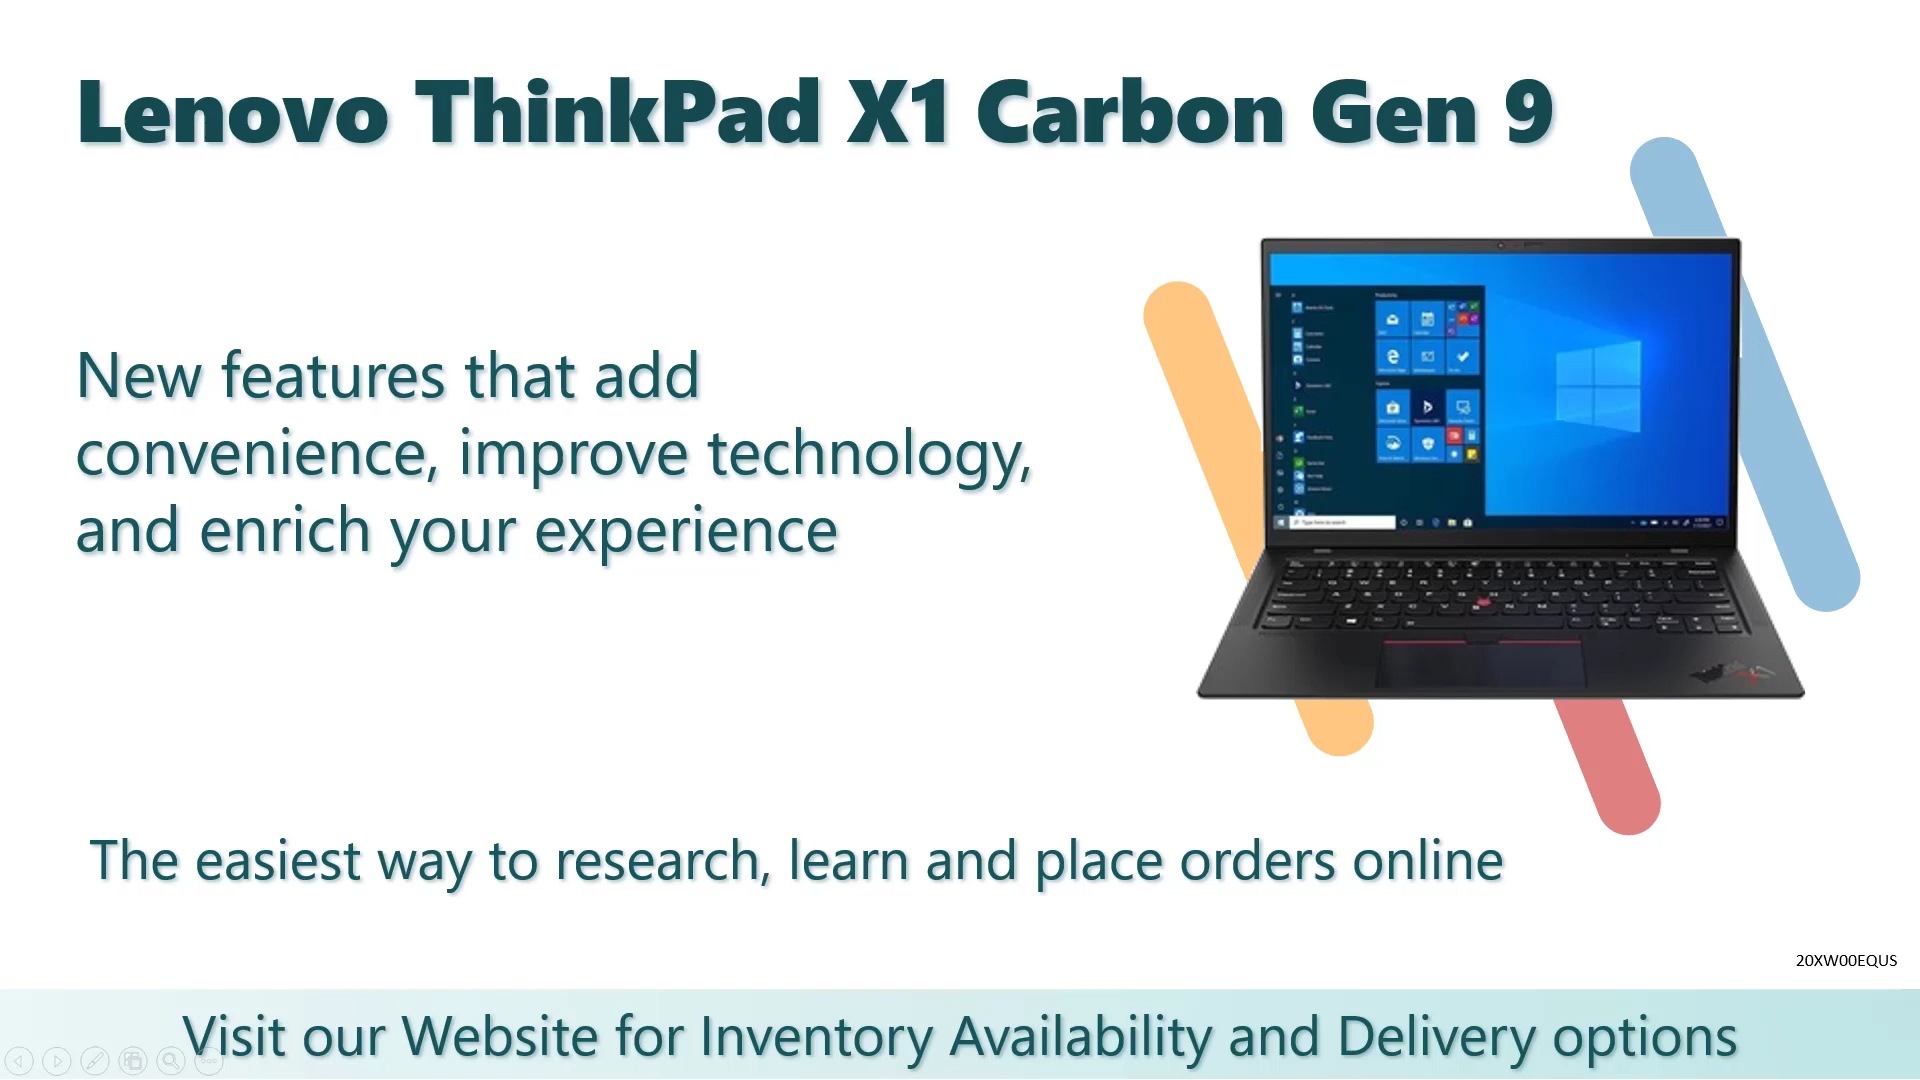 Lenovo ThinkPad X1 Carbon Gen 9
New features that add
convenience, improve technology,
and enrich your experience
The easiest way to research, learn and place orders online
20XW00EQUS
Visit our Website for Inventory Availability and Delivery options